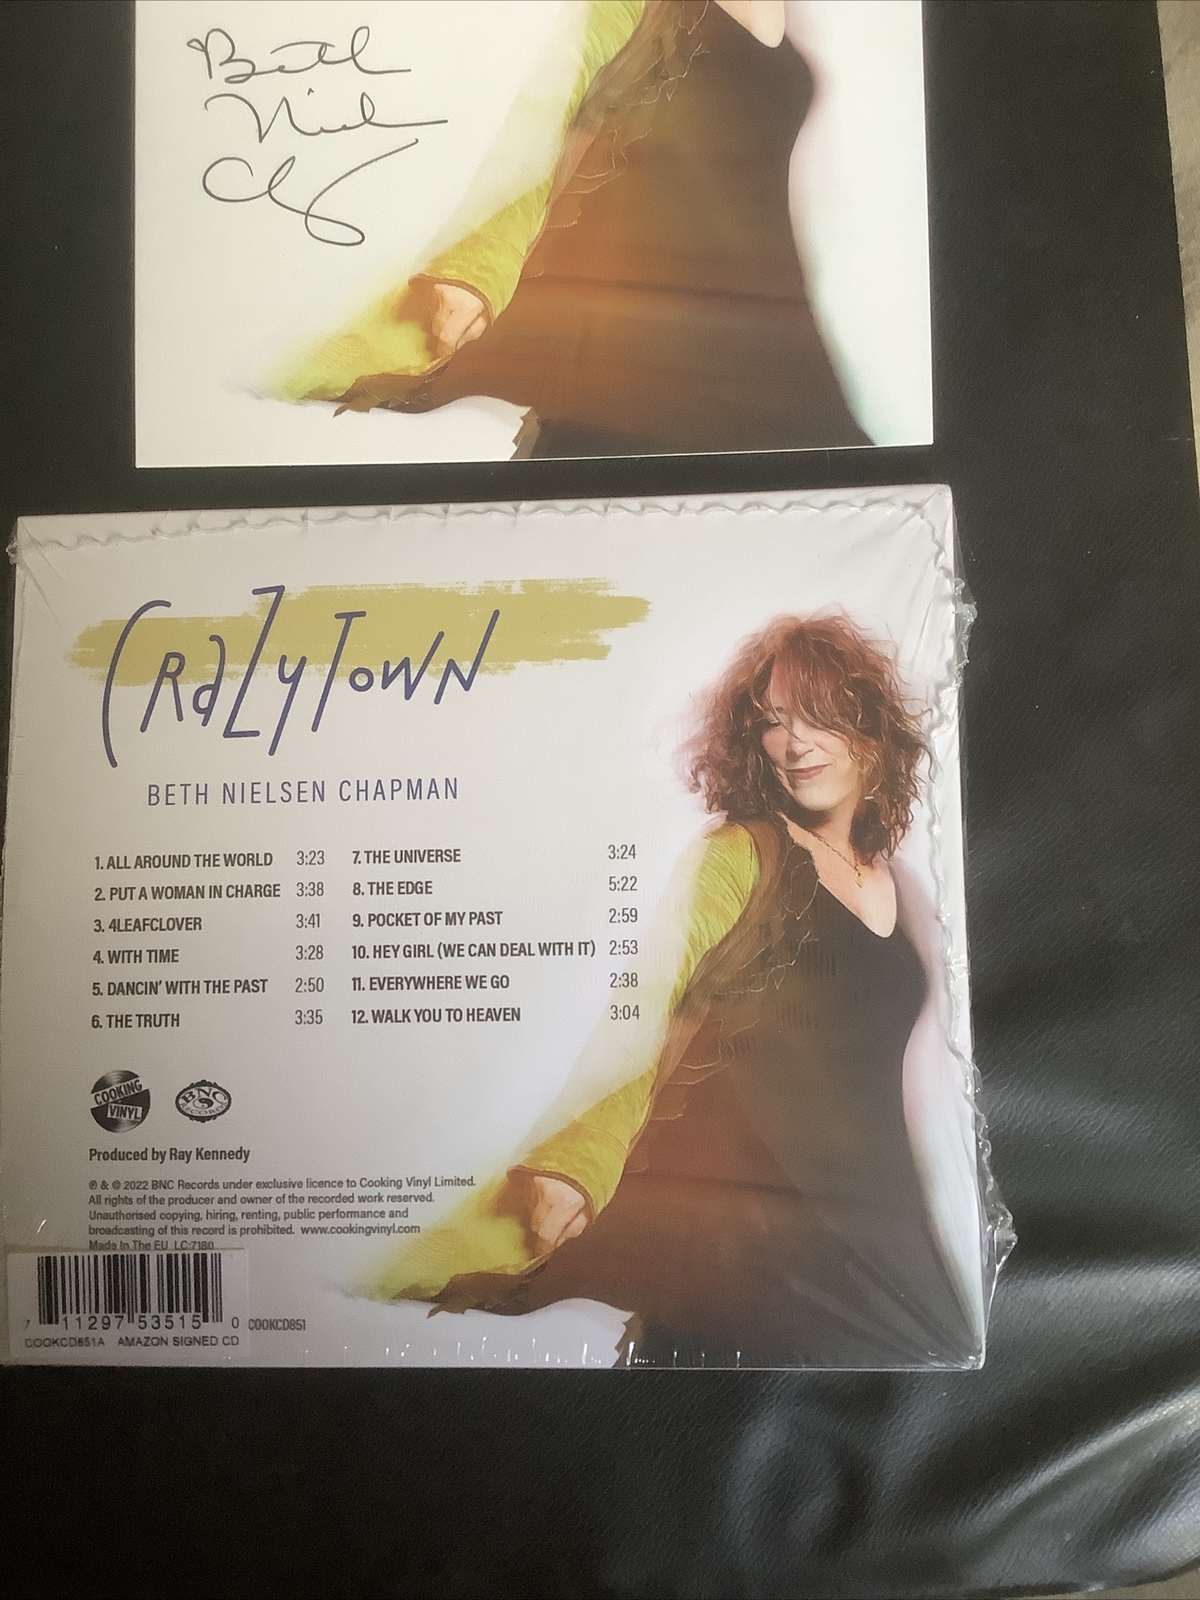 Beth
Niel
Ch
CRaZyToWN
BETH NIELSEN CHAPMAN
1. ALL AROUND THE WORLD 3:23
2. PUT A WOMAN IN CHARGE 3:38
3. 4LEAFCLOVER 3:41
4. WITH TIME 3:28
5. DANCIN' WITH THE PAST 2:50
6. THE TRUTH 3:35
7. THE UNIVERSE 3:24
8. THE EDGE 5:22
9. POCKET OF MY PAST 2:59
10. HEY GIRL (WE CAN DEAL WITH IT) 2:53
11. EVERYWHERE WE GO 2:38
12. WALK YOU TO HEAVEN 3:04
COOKING
VINYL
BNC
RECORDS
Produced by Ray Kennedy
℗ & © 2022 BNC Records under exclusive licence to Cooking Vinyl Limited.
All rights of the producer and owner of the recorded work reserved.
Unauthorised copying, hiring, renting, public performance and
broadcasting of this record is prohibited. www.cookingvinyl.com
Made In The EU LC-7180
7 11297 53515 0 COOKCD851
COOKCD851A AMAZON SIGNED CD